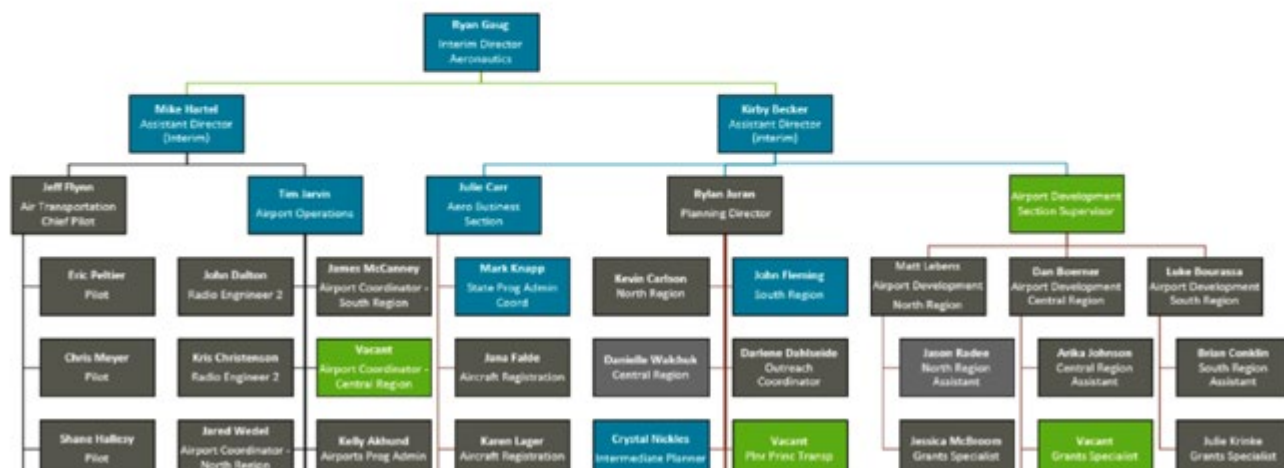 Ryan Gaug
Interim Director
Aeronautics
Mike Hartel
Assistant Director
(Interim)
Kirby Becker
Assistant Director
(Interim)
Jeff Flynn
Air Transportation
Chief Pilot
Tim Jarvin
Airport Operations
Julie Carr
Aero Business
Section
Rylan Juran
Planning Director
Airport Development
Section Supervisor
Eric Peltier
Pilot
John Dalton
Radio Engrineer 2
James McCanney
Airport Coordinator -
South Region
Mark Knapp
State Prog Admin
Coord
Kevin Carlson
North Region
John Fleming
South Region
Matt Lebens
Airport Development
North Region
Dan Boerner
Airport Development
Central Region
Luke Bourassa
Airport Development
South Region
Chris Meyer
Pilot
Kris Christenson
Radio Engineer 2
Vacant
Airport Coordinator -
Central Region
Jana Falde
Aircraft Registration
Danielle Walchuk
Central Region
Darlene Dahlseide
Outreach
Coordinator
Jason Radee
North Region
Assistant
Arika Johnson
Central Region
Assistant
Brian Conklin
South Region
Assistant
Shane Hallcsy
Pilot
Jared Wedel
Airport Coordinator -
North Region
Kelly Akhund
Airports Prog Admin
Karen Lager
Aircraft Registration
Crystal Nickles
Intermediate Planner
Vacant
Plnr Princ Transp
Jessica McBroom
Grants Specialist
Vacant
Grants Specialist
Julie Krinke
Grants Specialist